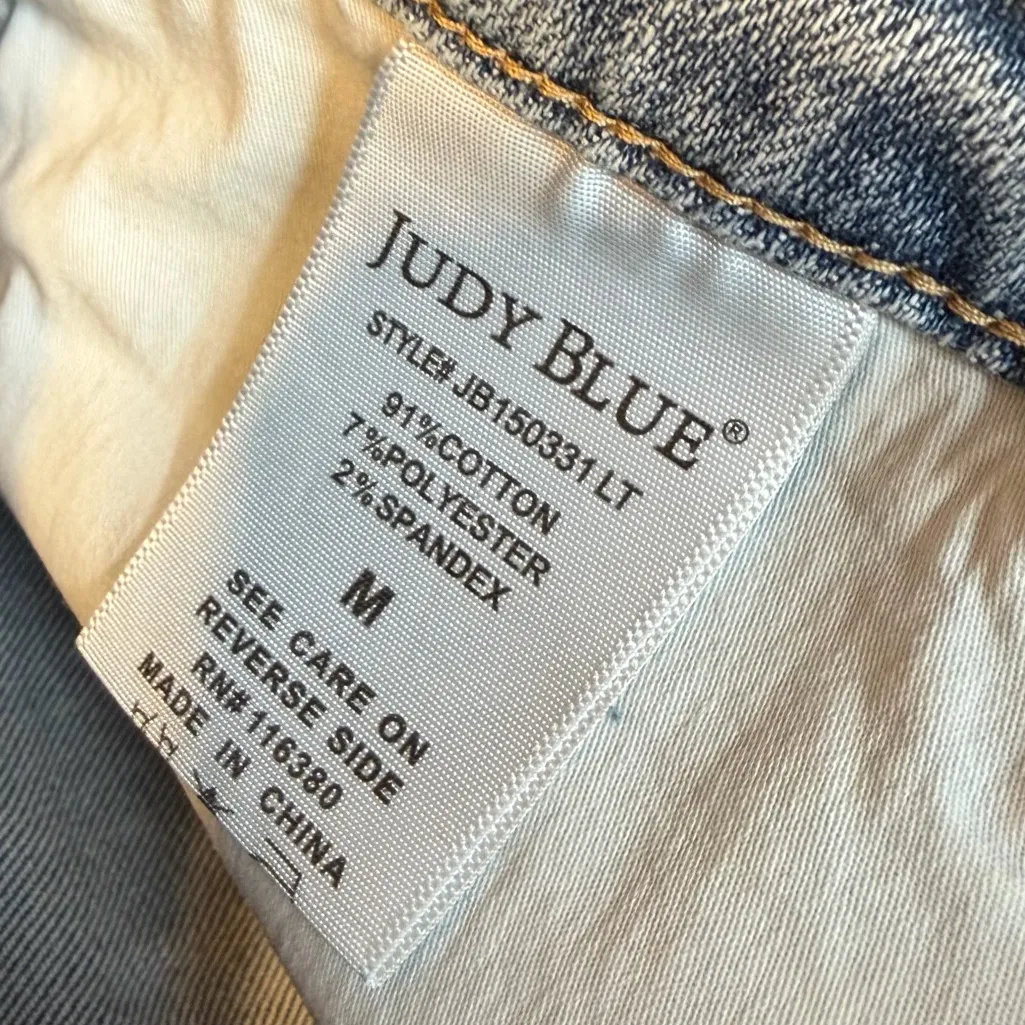 JUDY BLUE®
STYLE# JB150331 LT
91%COTTON
7%POLYESTER
2%SPANDEX
M
SEE CARE ON
REVERSE SIDE
RN# 116380
MADE IN CHINA